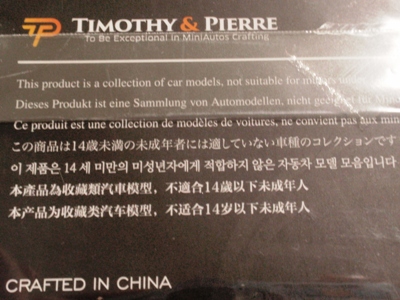 TIMOTHY & PIERRE
To Be Exceptional in MiniAutos Crafting
This product is a collection of car models, not suitable for minors under
Dieses Produkt ist eine Sammlung von Automodellen, nicht geeignet für
Ce produit est une collection de modèles de voitures, ne convient pas aux
この商品は14歳未満の未成年者には適していない車種のコレクションです
이 제품은 14 세 미만의 미성년자에게 적합하지 않은 자동차 모델 모음입니다
本產品為收藏類汽車模型，不適合14歲以下未成年人
本产品为收藏类汽车模型，不适合14岁以下未成年人
CRAFTED IN CHINA